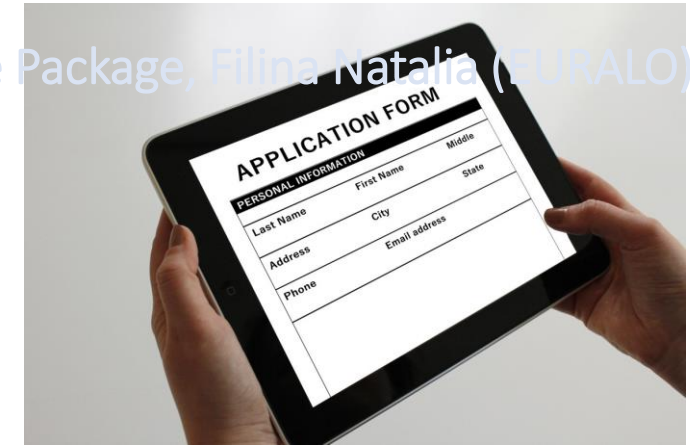 e Package, Filina Natalia (EURALO)
APPLICATION FORM
PERSONAL INFORMATION
Last Name First Name Middle
Address City State
Phone Email address